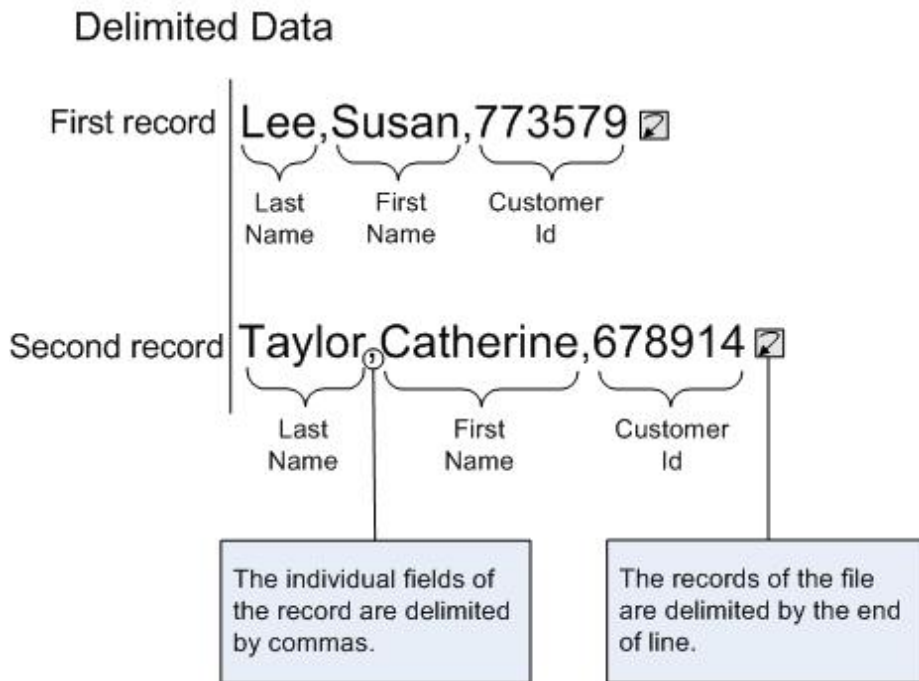 Delimited Data
First record
Lee,Susan,773579
Last
Name
First
Name
Customer
Id
Second record
Taylor,Catherine,678914
Last
Name
First
Name
Customer
Id
The individual fields of
the record are delimited
by commas.
The records of the file
are delimited by the end
of line.